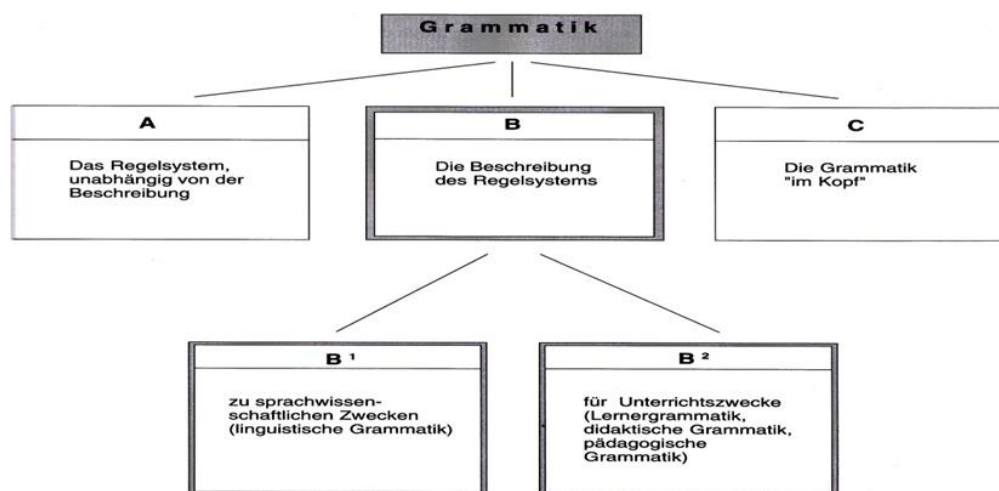 Grammatik
A
Das Regelsystem,
unabhängig von der
Beschreibung
B
Die Beschreibung
des Regelsystems
C
Die Grammatik
"im Kopf"
B ¹
zu sprachwissen-
schaftlichen Zwecken
(linguistische Grammatik)
B ²
für Unterrichtszwecke
(Lernergrammatik,
didaktische Grammatik,
pädagogische
Grammatik)